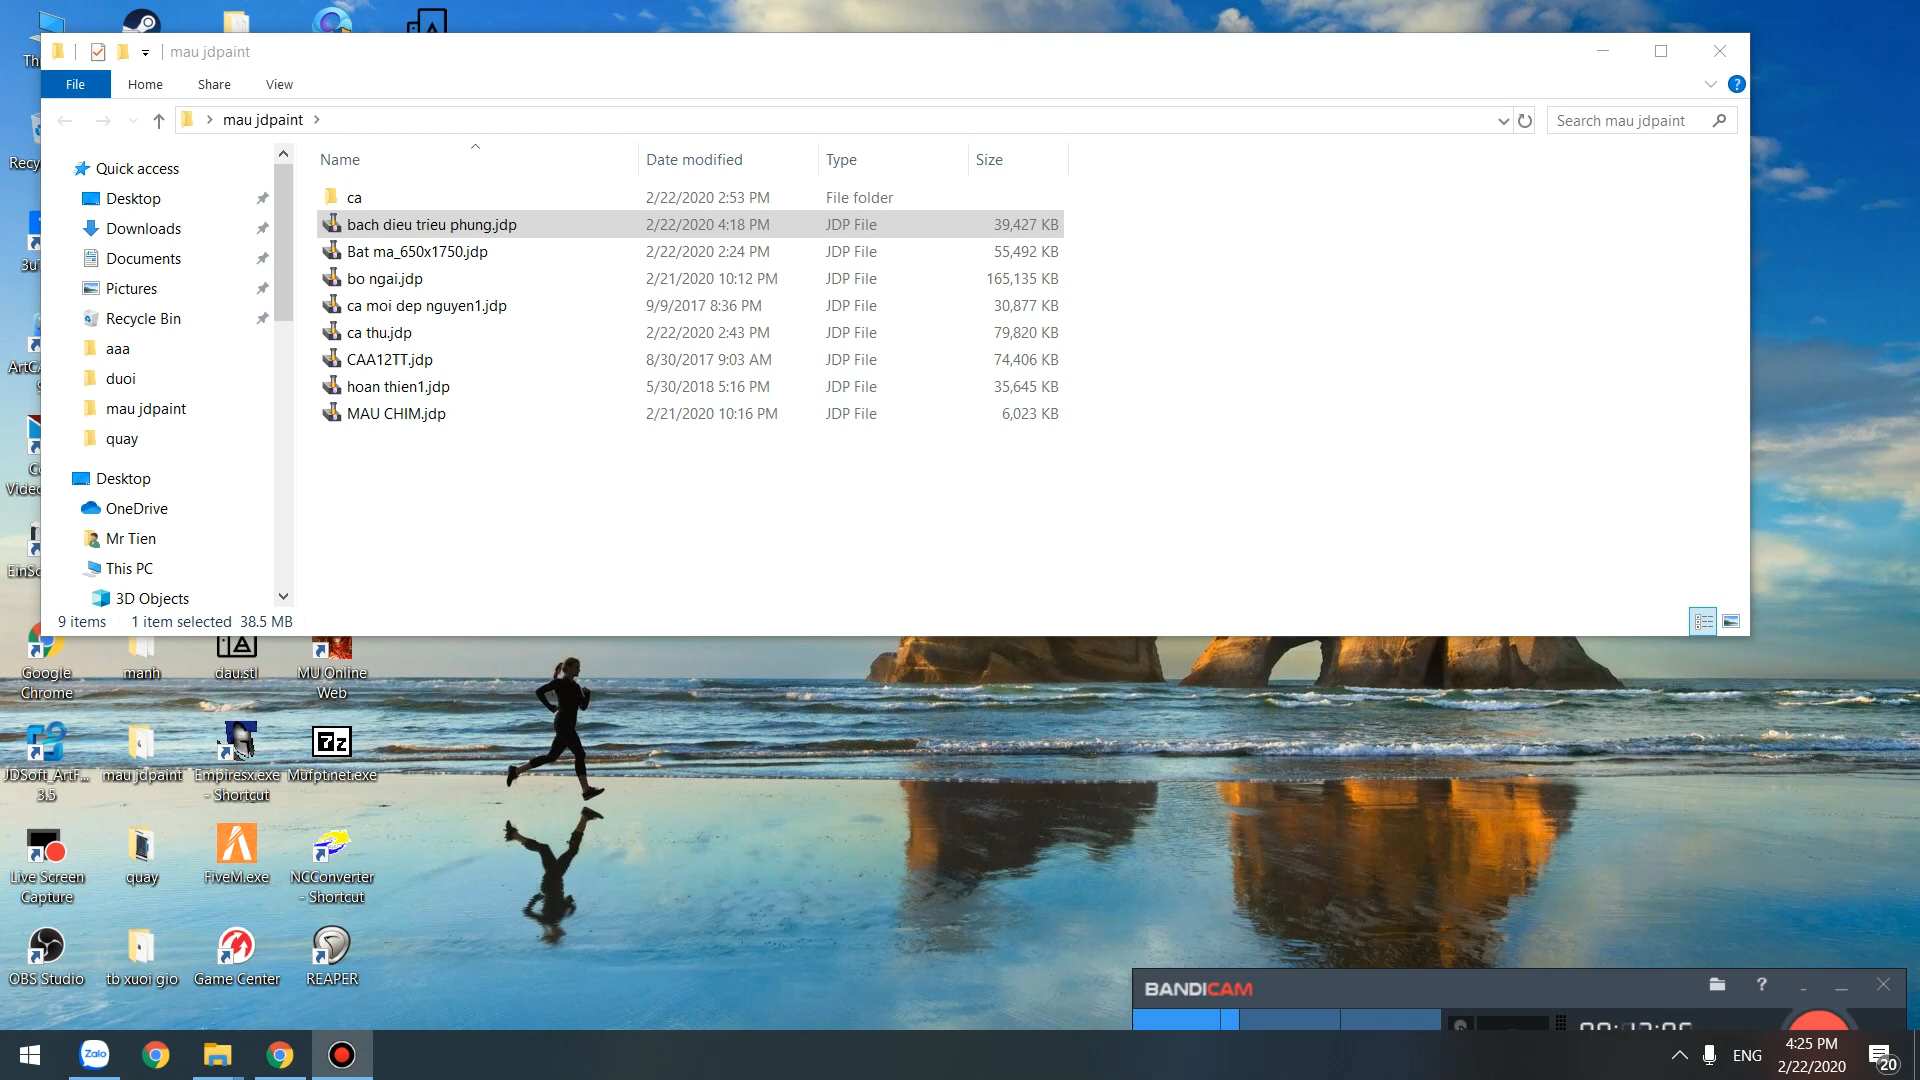 mau jdpaint
File Home Share View
mau jdpaint
Search mau jdpaint
Quick access
Desktop
Downloads
Documents
Pictures
Recycle Bin
aaa
duoi
mau jdpaint
quay
Desktop
OneDrive
Mr Tien
This PC
3D Objects
Name Date modified Type Size
ca 2/22/2020 2:53 PM File folder
bach dieu trieu phung.jdp 2/22/2020 4:18 PM JDP File 39,427 KB
Bat ma_650x1750.jdp 2/22/2020 2:24 PM JDP File 55,492 KB
bo ngai.jdp 2/21/2020 10:12 PM JDP File 165,135 KB
ca moi dep nguyen1.jdp 9/9/2017 8:36 PM JDP File 30,877 KB
ca thu.jdp 2/22/2020 2:43 PM JDP File 79,820 KB
CAA12TT.jdp 8/30/2017 9:03 AM JDP File 74,406 KB
hoan thien1.jdp 5/30/2018 5:16 PM JDP File 35,645 KB
MAU CHIM.jdp 2/21/2020 10:16 PM JDP File 6,023 KB
9 items 1 item selected 38.5 MB
Google Chrome
manh
dau.stl
MU Online Web
JDSoft_ArtF... 3.5
mau jdpaint
Empiresx.exe - Shortcut
Mufptinet.exe
7z
Live Screen Capture
quay
FiveM.exe
NCConverter - Shortcut
OBS Studio
tb xuoi gio
Game Center
REAPER
BANDICAM
Zalo
ENG
4:25 PM
2/22/2020
20